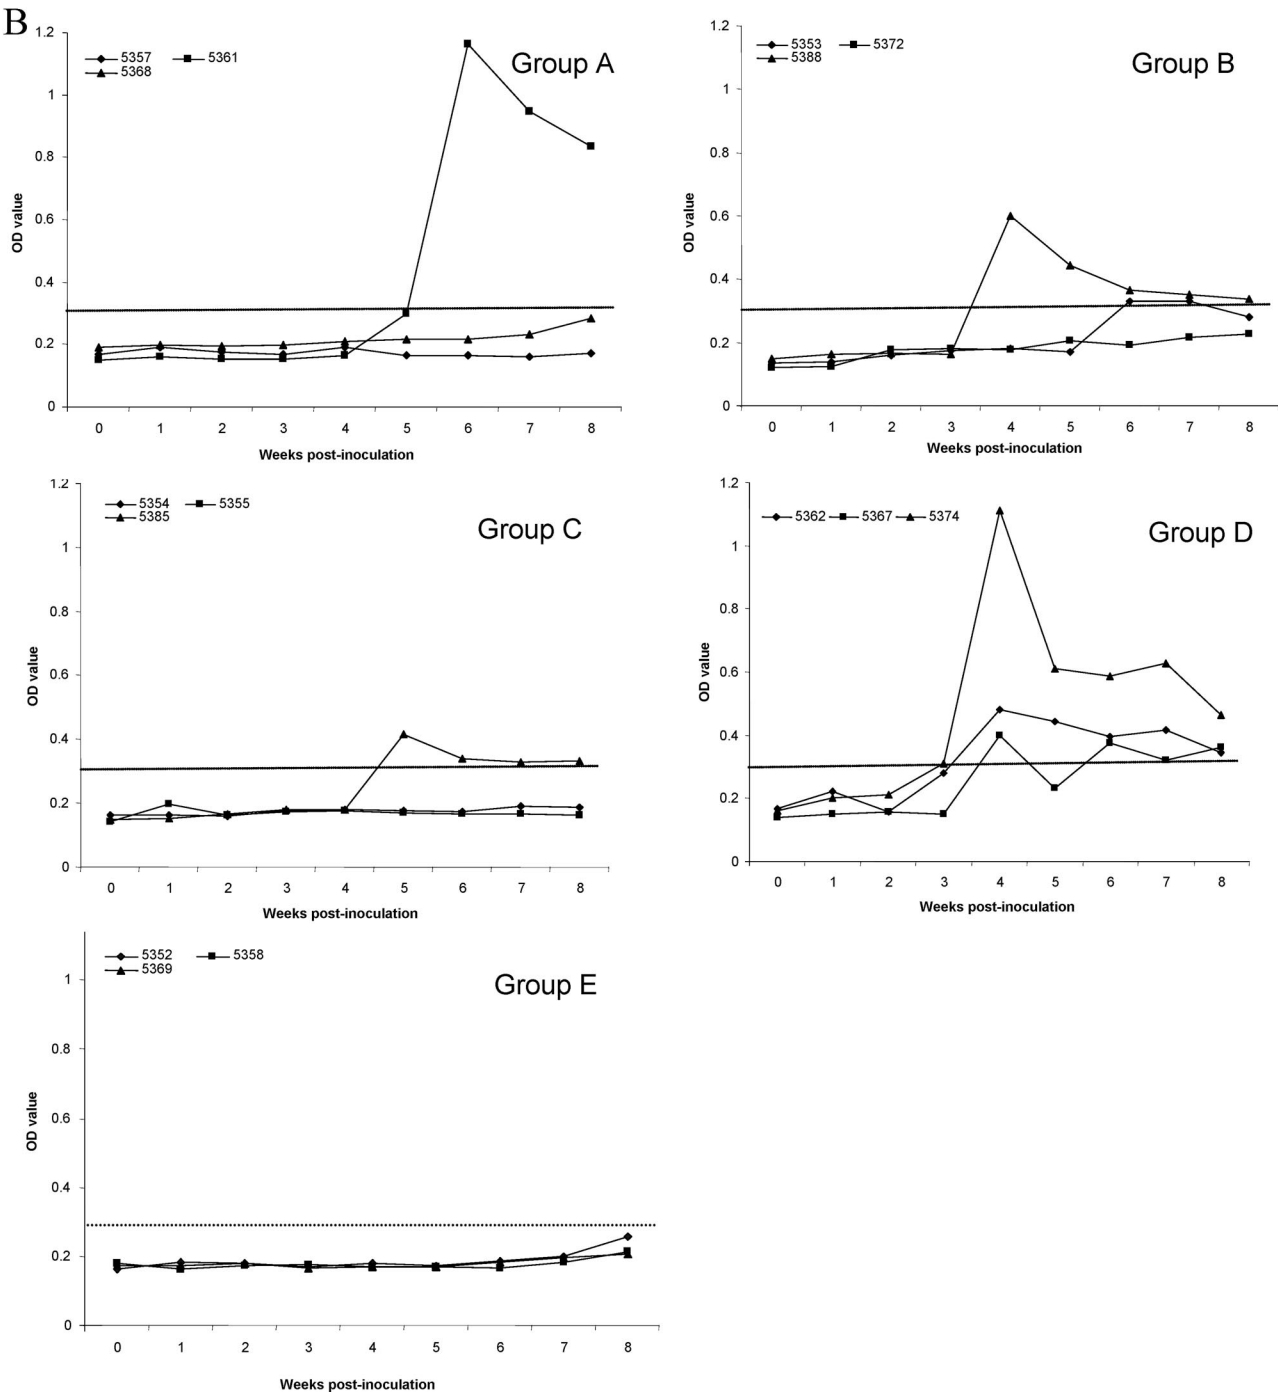 B
1.2
1
0.8
0.6
0.4
0.2
0
OD value
5357 5361
5368
Group A
0 1 2 3 4 5 6 7 8
Weeks post-inoculation
1.2
1
0.8
0.6
0.4
0.2
0
OD value
5353 5372
5388
Group B
0 1 2 3 4 5 6 7 8
Weeks post-inoculation
1.2
1
0.8
0.6
0.4
0.2
0
OD value
5354 5355
5385
Group C
0 1 2 3 4 5 6 7 8
Weeks post-inoculation
1.2
1
0.8
0.6
0.4
0.2
0
OD value
5362 5367 5374
Group D
0 1 2 3 4 5 6 7 8
Weeks post-inoculation
1
0.8
0.6
0.4
0.2
0
OD value
5352 5358
5369
Group E
0 1 2 3 4 5 6 7 8
Weeks post-inoculation